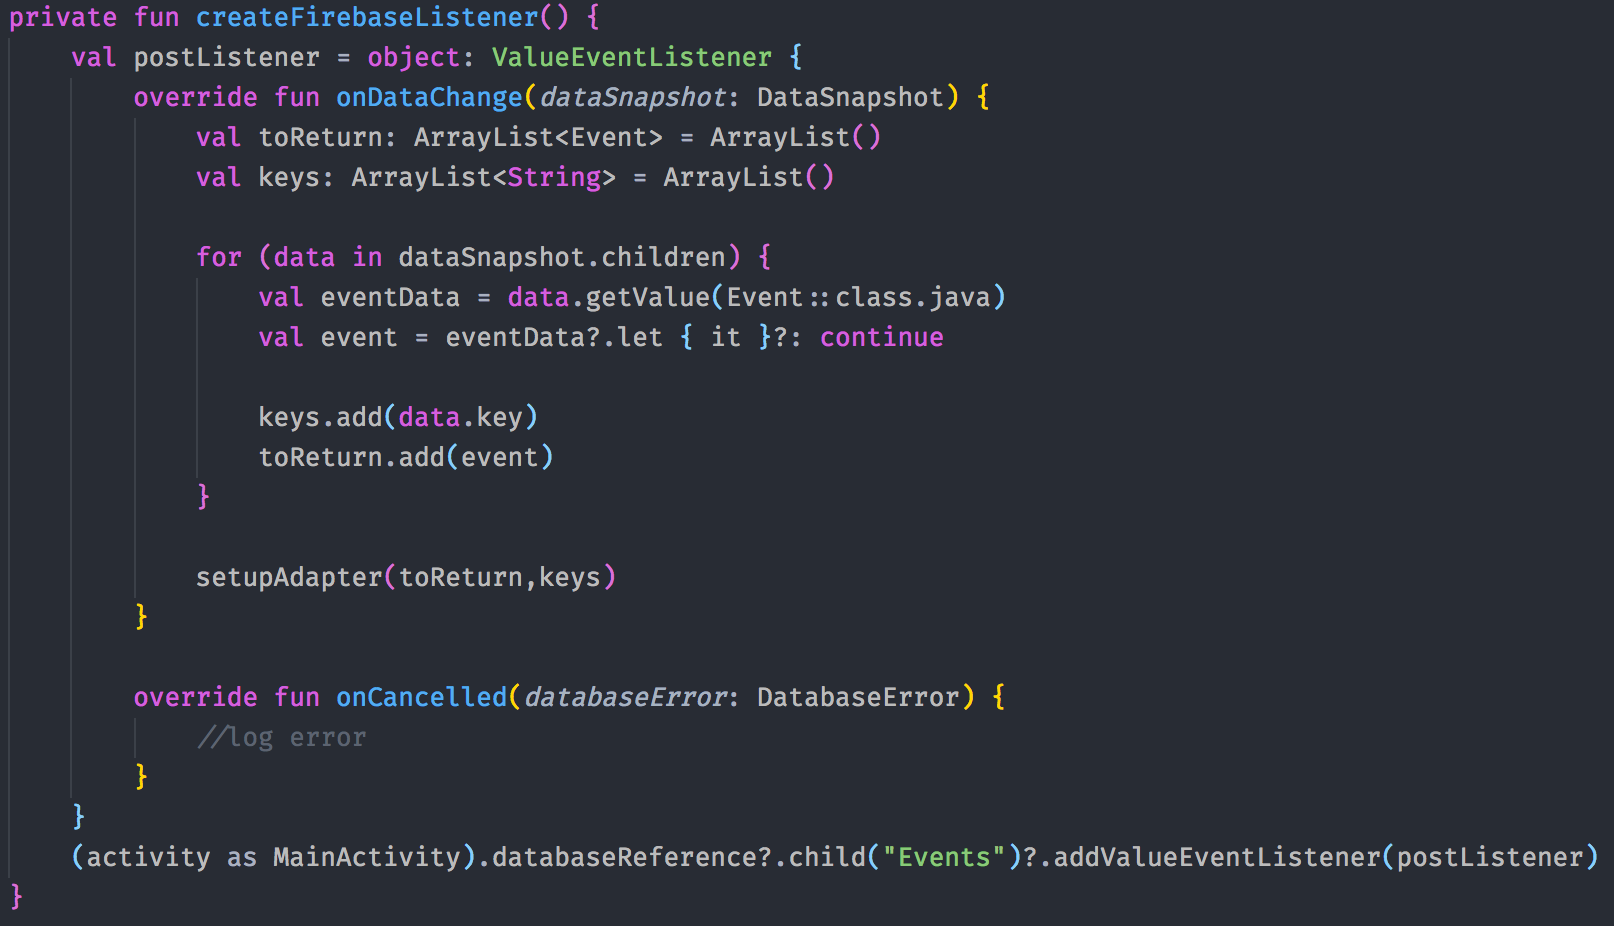 private fun createFirebaseListener() {
    val postListener = object: ValueEventListener {
        override fun onDataChange(dataSnapshot: DataSnapshot) {
            val toReturn: ArrayList<Event> = ArrayList()
            val keys: ArrayList<String> = ArrayList()

            for (data in dataSnapshot.children) {
                val eventData = data.getValue(Event::class.java)
                val event = eventData?.let { it }?: continue

                keys.add(data.key)
                toReturn.add(event)
            }

            setupAdapter(toReturn,keys)
        }

        override fun onCancelled(databaseError: DatabaseError) {
            //log error
        }
    }
    (activity as MainActivity).databaseReference?.child("Events")?.addValueEventListener(postListener)
}